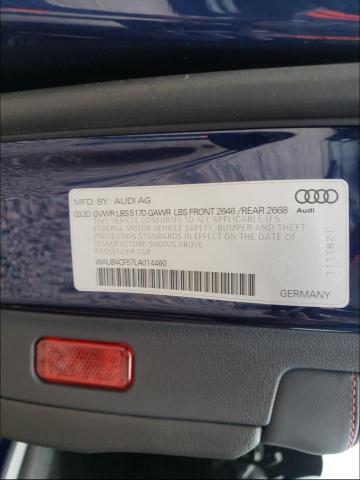 MFD. BY AUDI AG
03.20 GVWR LBS 5170 GAWR LBS FRONT 2646 /REAR 2668
THIS VEHICLE CONFORMS TO ALL APPLICABLE U.S.
FEDERAL MOTOR VEHICLE SAFETY, BUMPER AND THEFT
PREVENTION STANDARDS IN EFFECT ON THE DATE OF
MANUFACTURE SHOWN ABOVE.
PASSENGER CAR
WAUB4CF57LA014460
Audi
1111821
GERMANY